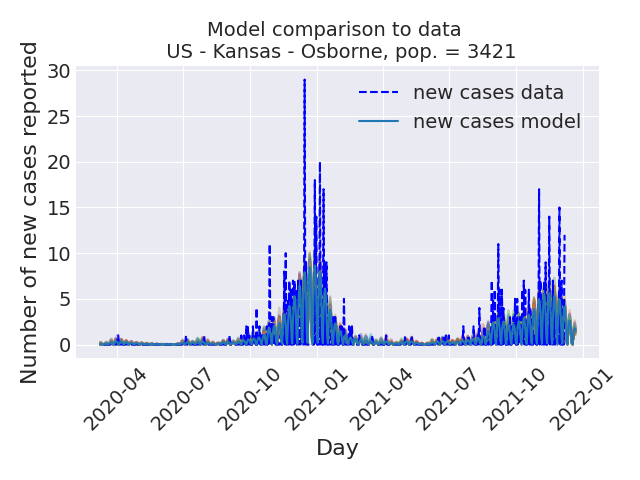 Model comparison to data
US - Kansas - Osborne, pop. = 3421
Number of new cases reported
30
25
20
15
10
5
0
new cases data
new cases model
2020-04
2020-07
2020-10
2021-01
2021-04
2021-07
2021-10
2022-01
Day